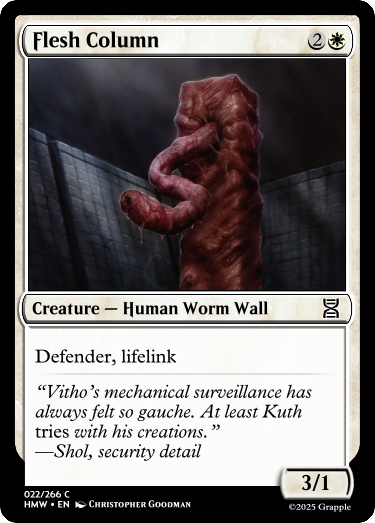 Flesh Column 2
Creature — Human Worm Wall
Defender, lifelink
“Vitho’s mechanical surveillance has
always felt so gauche. At least Kuth
tries with his creations.”
—Shol, security detail
3/1
022/266 C
HMW • EN Christopher Goodman
©2025 Grapple